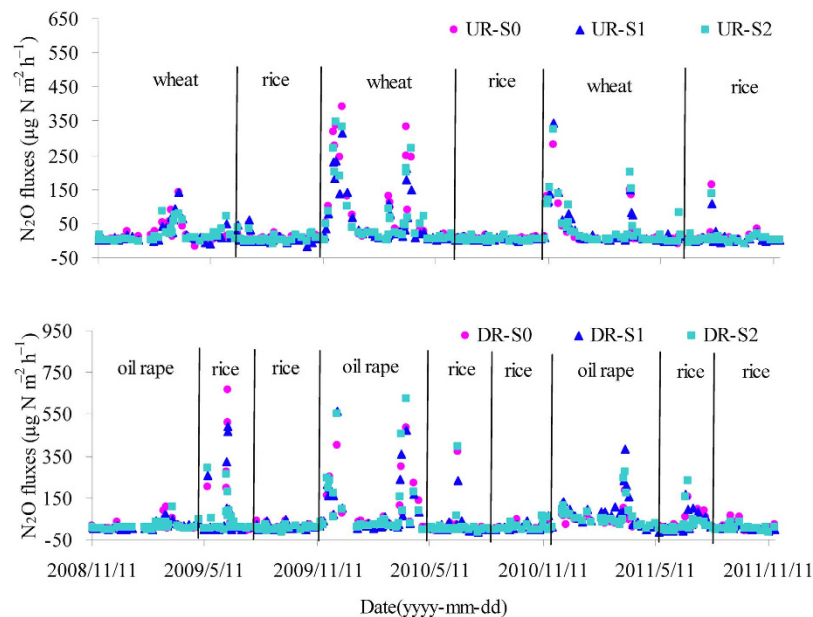 650
550
450
350
250
150
50
-50
N₂O fluxes (µg N m⁻² h⁻¹)
UR-S0 UR-S1 UR-S2
wheat rice wheat rice wheat rice
950
750
550
350
150
-50
N₂O fluxes (µg N m⁻² h⁻¹)
DR-S0 DR-S1 DR-S2
oil rape rice rice oil rape rice rice oil rape rice rice
2008/11/11 2009/5/11 2009/11/11 2010/5/11 2010/11/11 2011/5/11 2011/11/11
Date(yyyy-mm-dd)